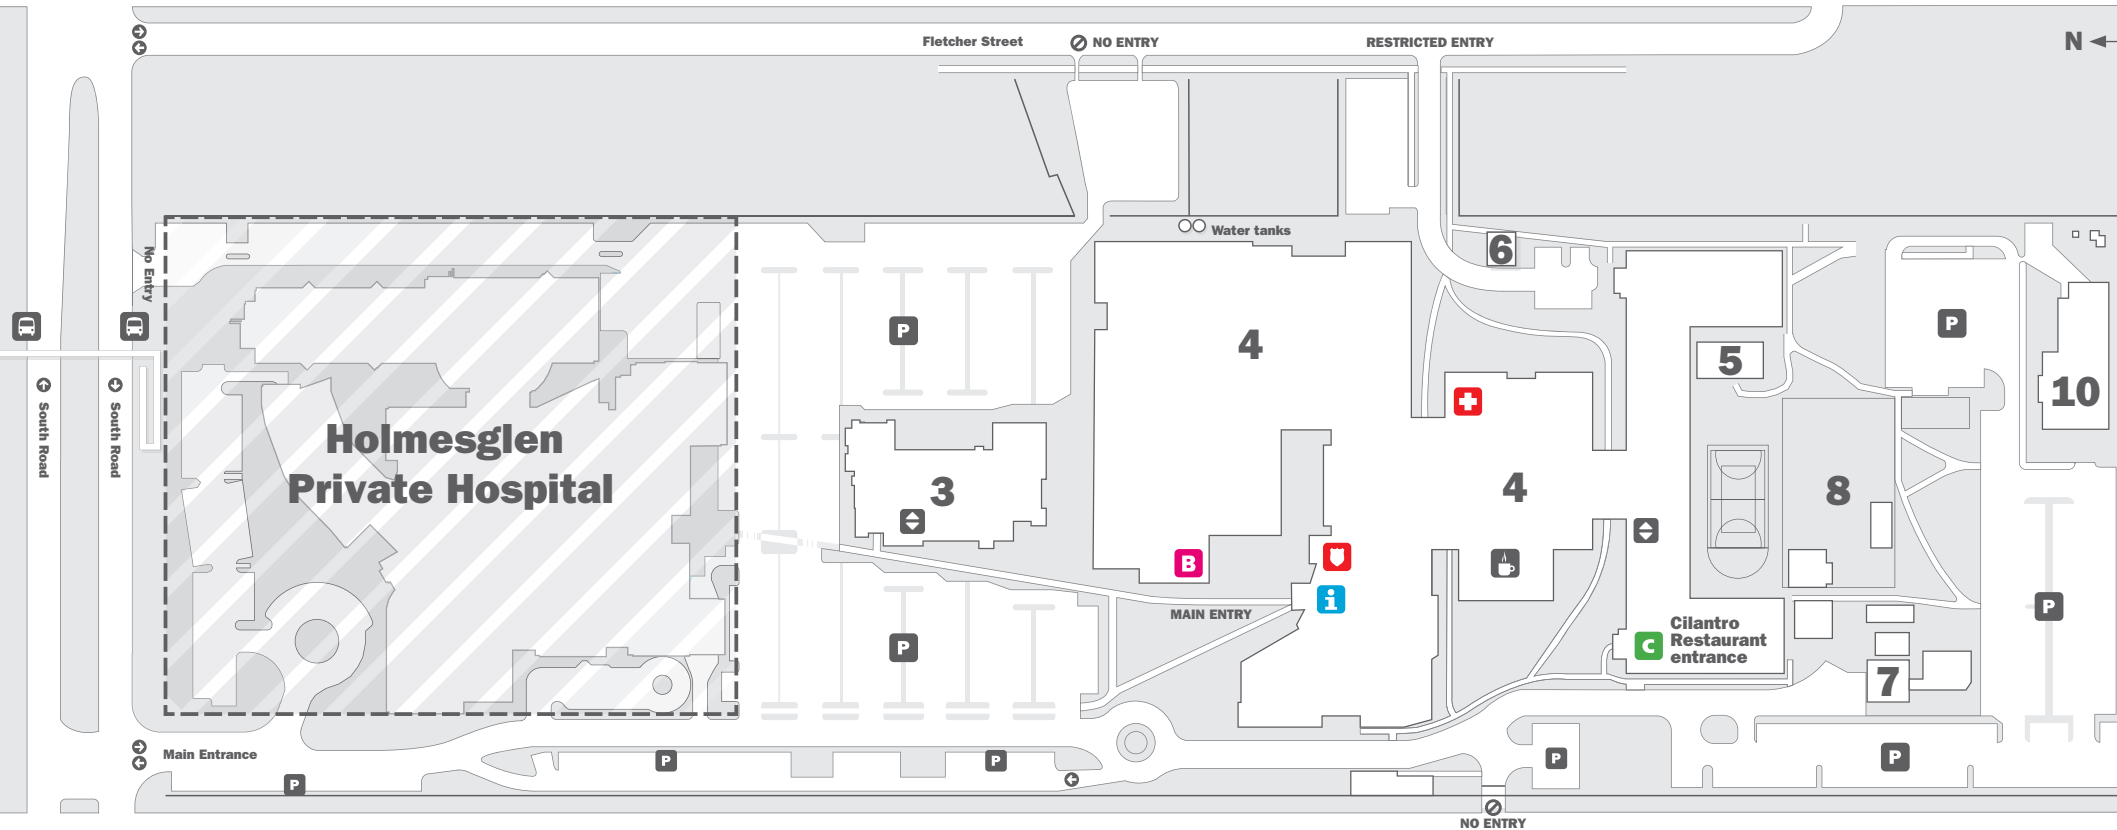 Fletcher Street
NO ENTRY
RESTRICTED ENTRY
N
No Entry
Water tanks
6
P
P
4
5
10
South Road
South Road
Holmesglen
Private Hospital
3
4
8
B
i
MAIN ENTRY
P
P
C
Cilantro
Restaurant
entrance
7
Main Entrance
P
P
P
P
P
NO ENTRY